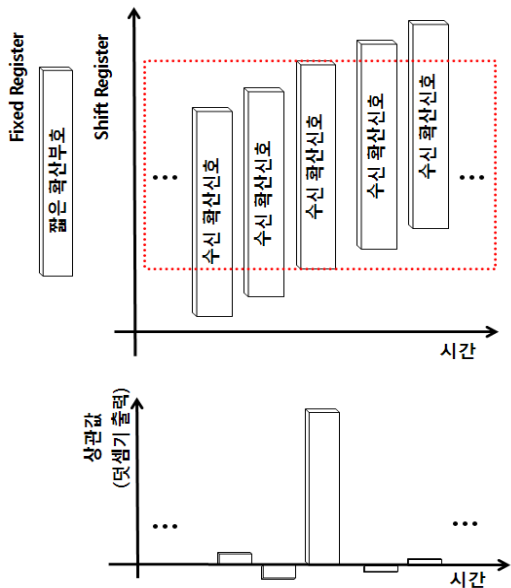 Fixed Register
짧은 확산부호
Shift Register
...
수신 확산신호
수신 확산신호
수신 확산신호
수신 확산신호
수신 확산신호
...
시간
상관값
(덧셈기 출력)
...
...
시간